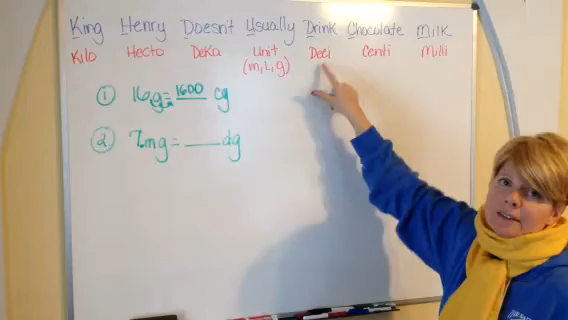 King Henry Doesn't Usually Drink Chocolate Milk
Kilo Hecto Deka Unit Deci Centi Milli
(m, L, g)
① 16g = 1600 cg
② 7mg = ___ dg